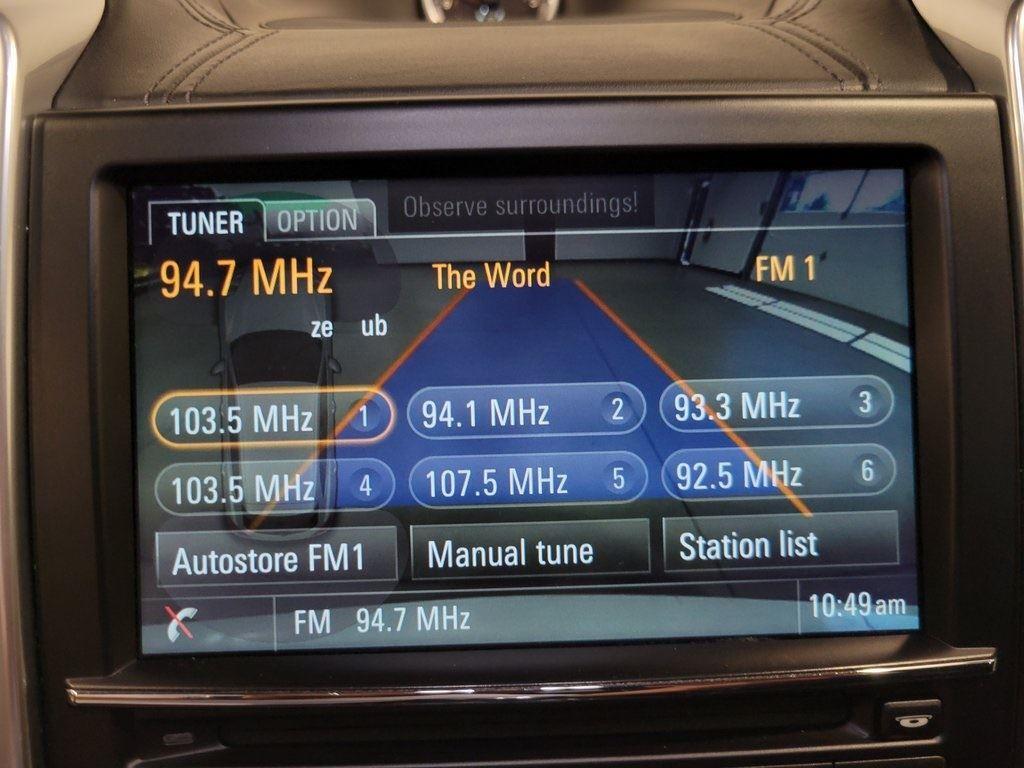 TUNER OPTION Observe surroundings!
94.7 MHz The Word FM 1
ze ub
103.5 MHz 1 94.1 MHz 2 93.3 MHz 3
103.5 MHz 4 107.5 MHz 5 92.5 MHz 6
Autostore FM1 Manual tune Station list
FM 94.7 MHz 10:49 am